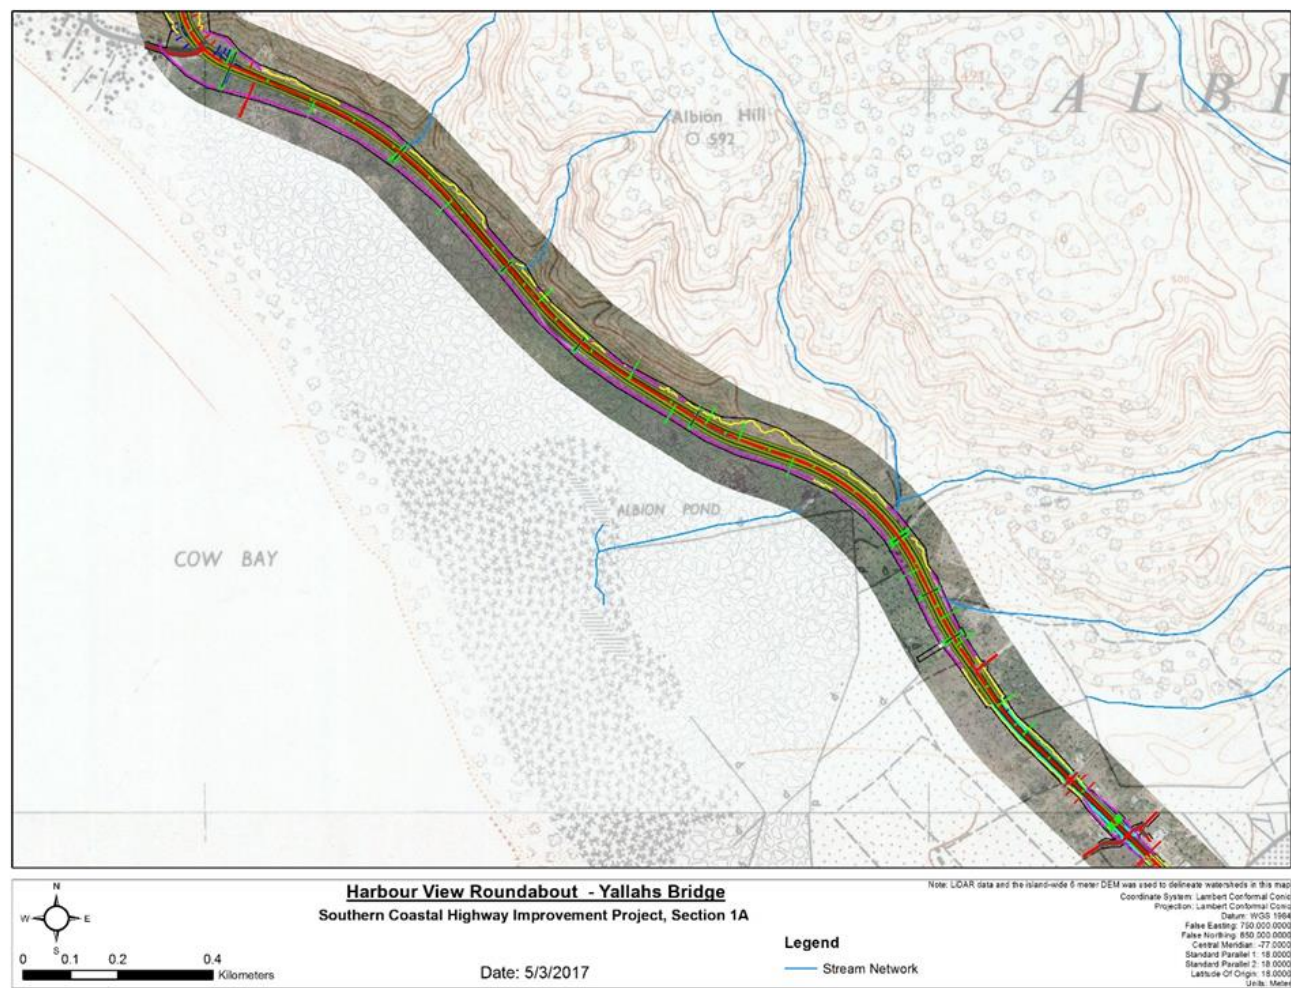 A L B I
Albion Hill
592
ALBION POND
COW BAY
N
W E
S
0 0.1 0.2 0.4
Kilometers
Harbour View Roundabout - Yallahs Bridge
Southern Coastal Highway Improvement Project, Section 1A
Date: 5/3/2017
Legend
Stream Network
Note: LiDAR data and the island-wide 6 meter DEM was used to delineate watersheds in this map
Coordinate System: Lambert Conformal Conic
Projection: Lambert Conformal Conic
Datum: WGS 1984
False Easting: 750,000.0000
False Northing: 650,000.0000
Central Meridian: -77.0000
Standard Parallel 1: 18.0000
Standard Parallel 2: 18.0000
Latitude Of Origin: 18.0000
Units: Meter